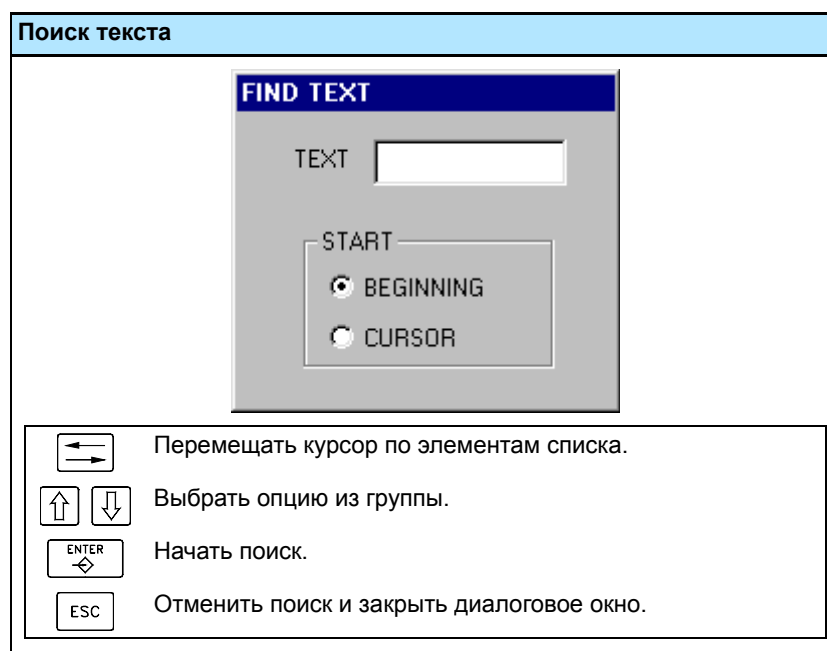 Поиск текста
FIND TEXT
TEXT
START
BEGINNING
CURSOR
Перемещать курсор по элементам списка.
Выбрать опцию из группы.
ENTER Начать поиск.
ESC Отменить поиск и закрыть диалоговое окно.